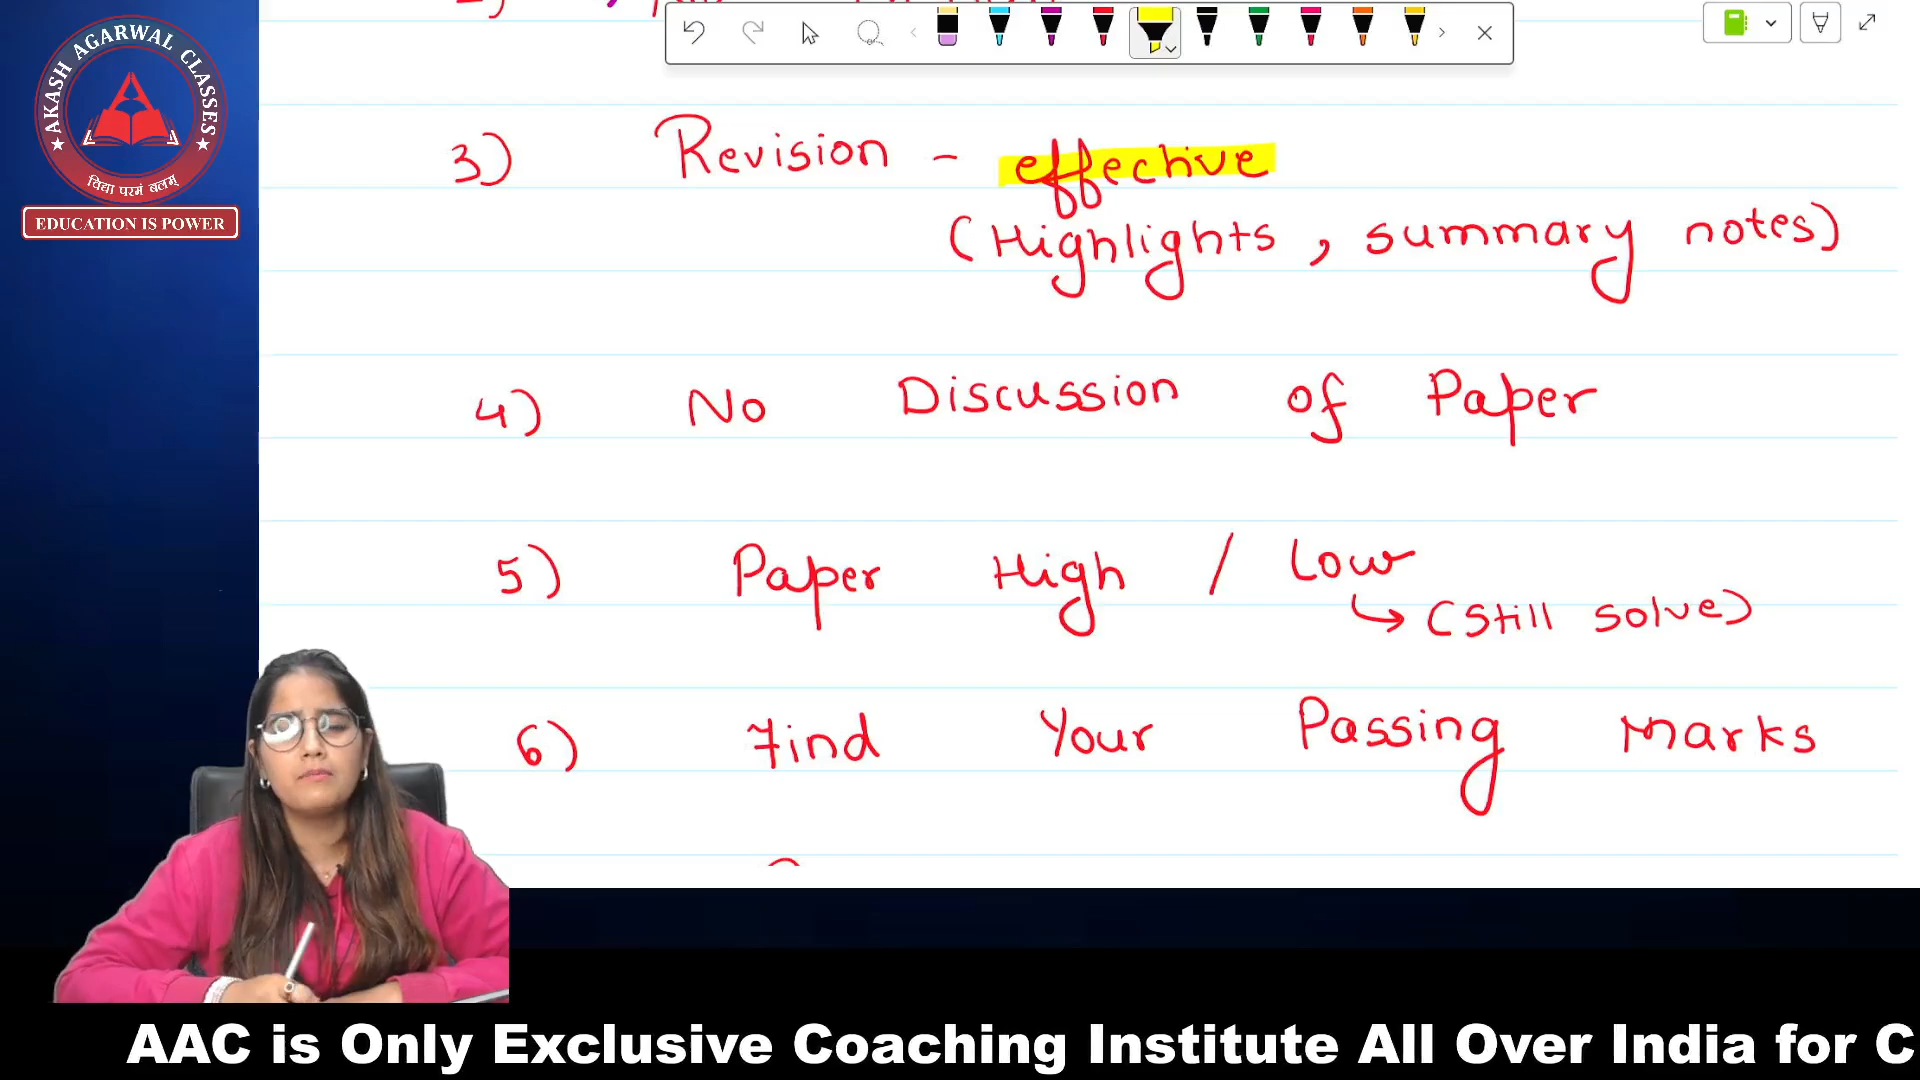 AKASH AGARWAL CLASSES
विद्या परमं बलम्
EDUCATION IS POWER
3) Revision - effective
(Highlights, summary notes)
4) No Discussion of Paper
5) Paper High / Low
↳ (still solve)
6) Find Your Passing Marks
AAC is Only Exclusive Coaching Institute All Over India for C